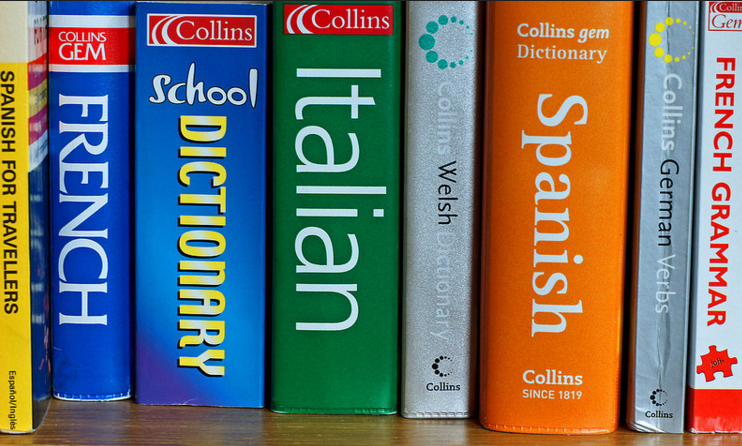 SPANISH FOR TRAVELLERS
Español/Inglés
COLLINS
GEM
FRENCH
Collins
school
DICTIONARY
Collins
Italian
Collins Welsh Dictionary
Collins
Collins gem
Dictionary
Spanish
Collins
SINCE 1819
Collins German Verbs
Collins
Collins
Gem
FRENCH GRAMMAR